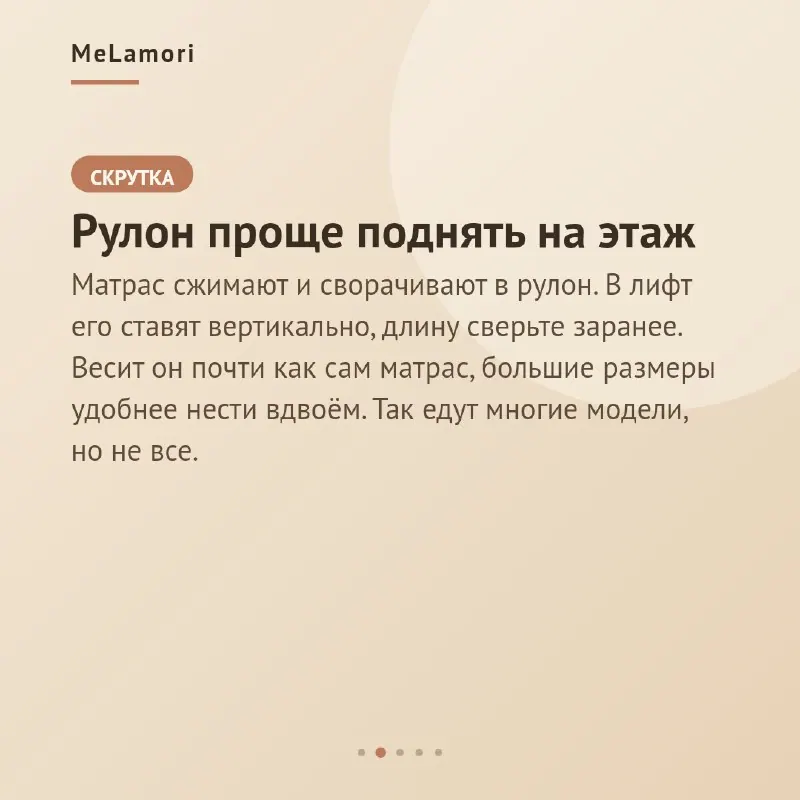 MeLamori
СКРУТКА
Рулон проще поднять на этаж
Матрас сжимают и сворачивают в рулон. В лифт
его ставят вертикально, длину сверьте заранее.
Весит он почти как сам матрас, большие размеры
удобнее нести вдвоём. Так едут многие модели,
но не все.